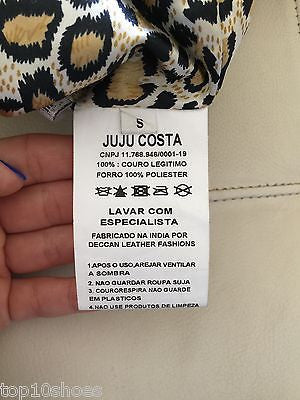 S
JUJU COSTA
CNPJ 11.768.946/0001-19
100% : COURO LEGITIMO
FORRO 100% POLIESTER
LAVAR COM
ESPECIALISTA
FABRICADO NA INDIA POR
DECCAN LEATHER FASHIONS
1.APOS O USO,AREJAR VENTILAR
A SOMBRA
2. NAO GUARDAR ROUPA SUJA
3. COURORESPIRA NAO GUARDE
EM PLASTICOS
4.NAO USE PRODUTOS DE LIMPEZA
top10shoes